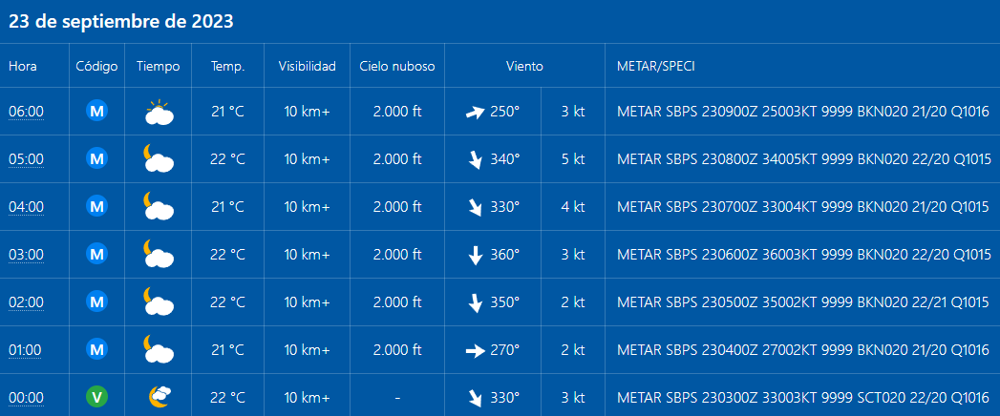 23 de septiembre de 2023
Hora Código Tiempo Temp. Visibilidad Cielo nuboso Viento METAR/SPECI
06:00 M 21 °C 10 km+ 2.000 ft 250° 3 kt METAR SBPS 230900Z 25003KT 9999 BKN020 21/20 Q1016
05:00 M 22 °C 10 km+ 2.000 ft 340° 5 kt METAR SBPS 230800Z 34005KT 9999 BKN020 22/20 Q1015
04:00 M 21 °C 10 km+ 2.000 ft 330° 4 kt METAR SBPS 230700Z 33004KT 9999 BKN020 21/20 Q1015
03:00 M 22 °C 10 km+ 2.000 ft 360° 3 kt METAR SBPS 230600Z 36003KT 9999 BKN020 22/20 Q1015
02:00 M 22 °C 10 km+ 2.000 ft 350° 2 kt METAR SBPS 230500Z 35002KT 9999 BKN020 22/21 Q1015
01:00 M 21 °C 10 km+ 2.000 ft 270° 2 kt METAR SBPS 230400Z 27002KT 9999 BKN020 21/20 Q1016
00:00 V 22 °C 10 km+ - 330° 3 kt METAR SBPS 230300Z 33003KT 9999 SCT020 22/20 Q1016